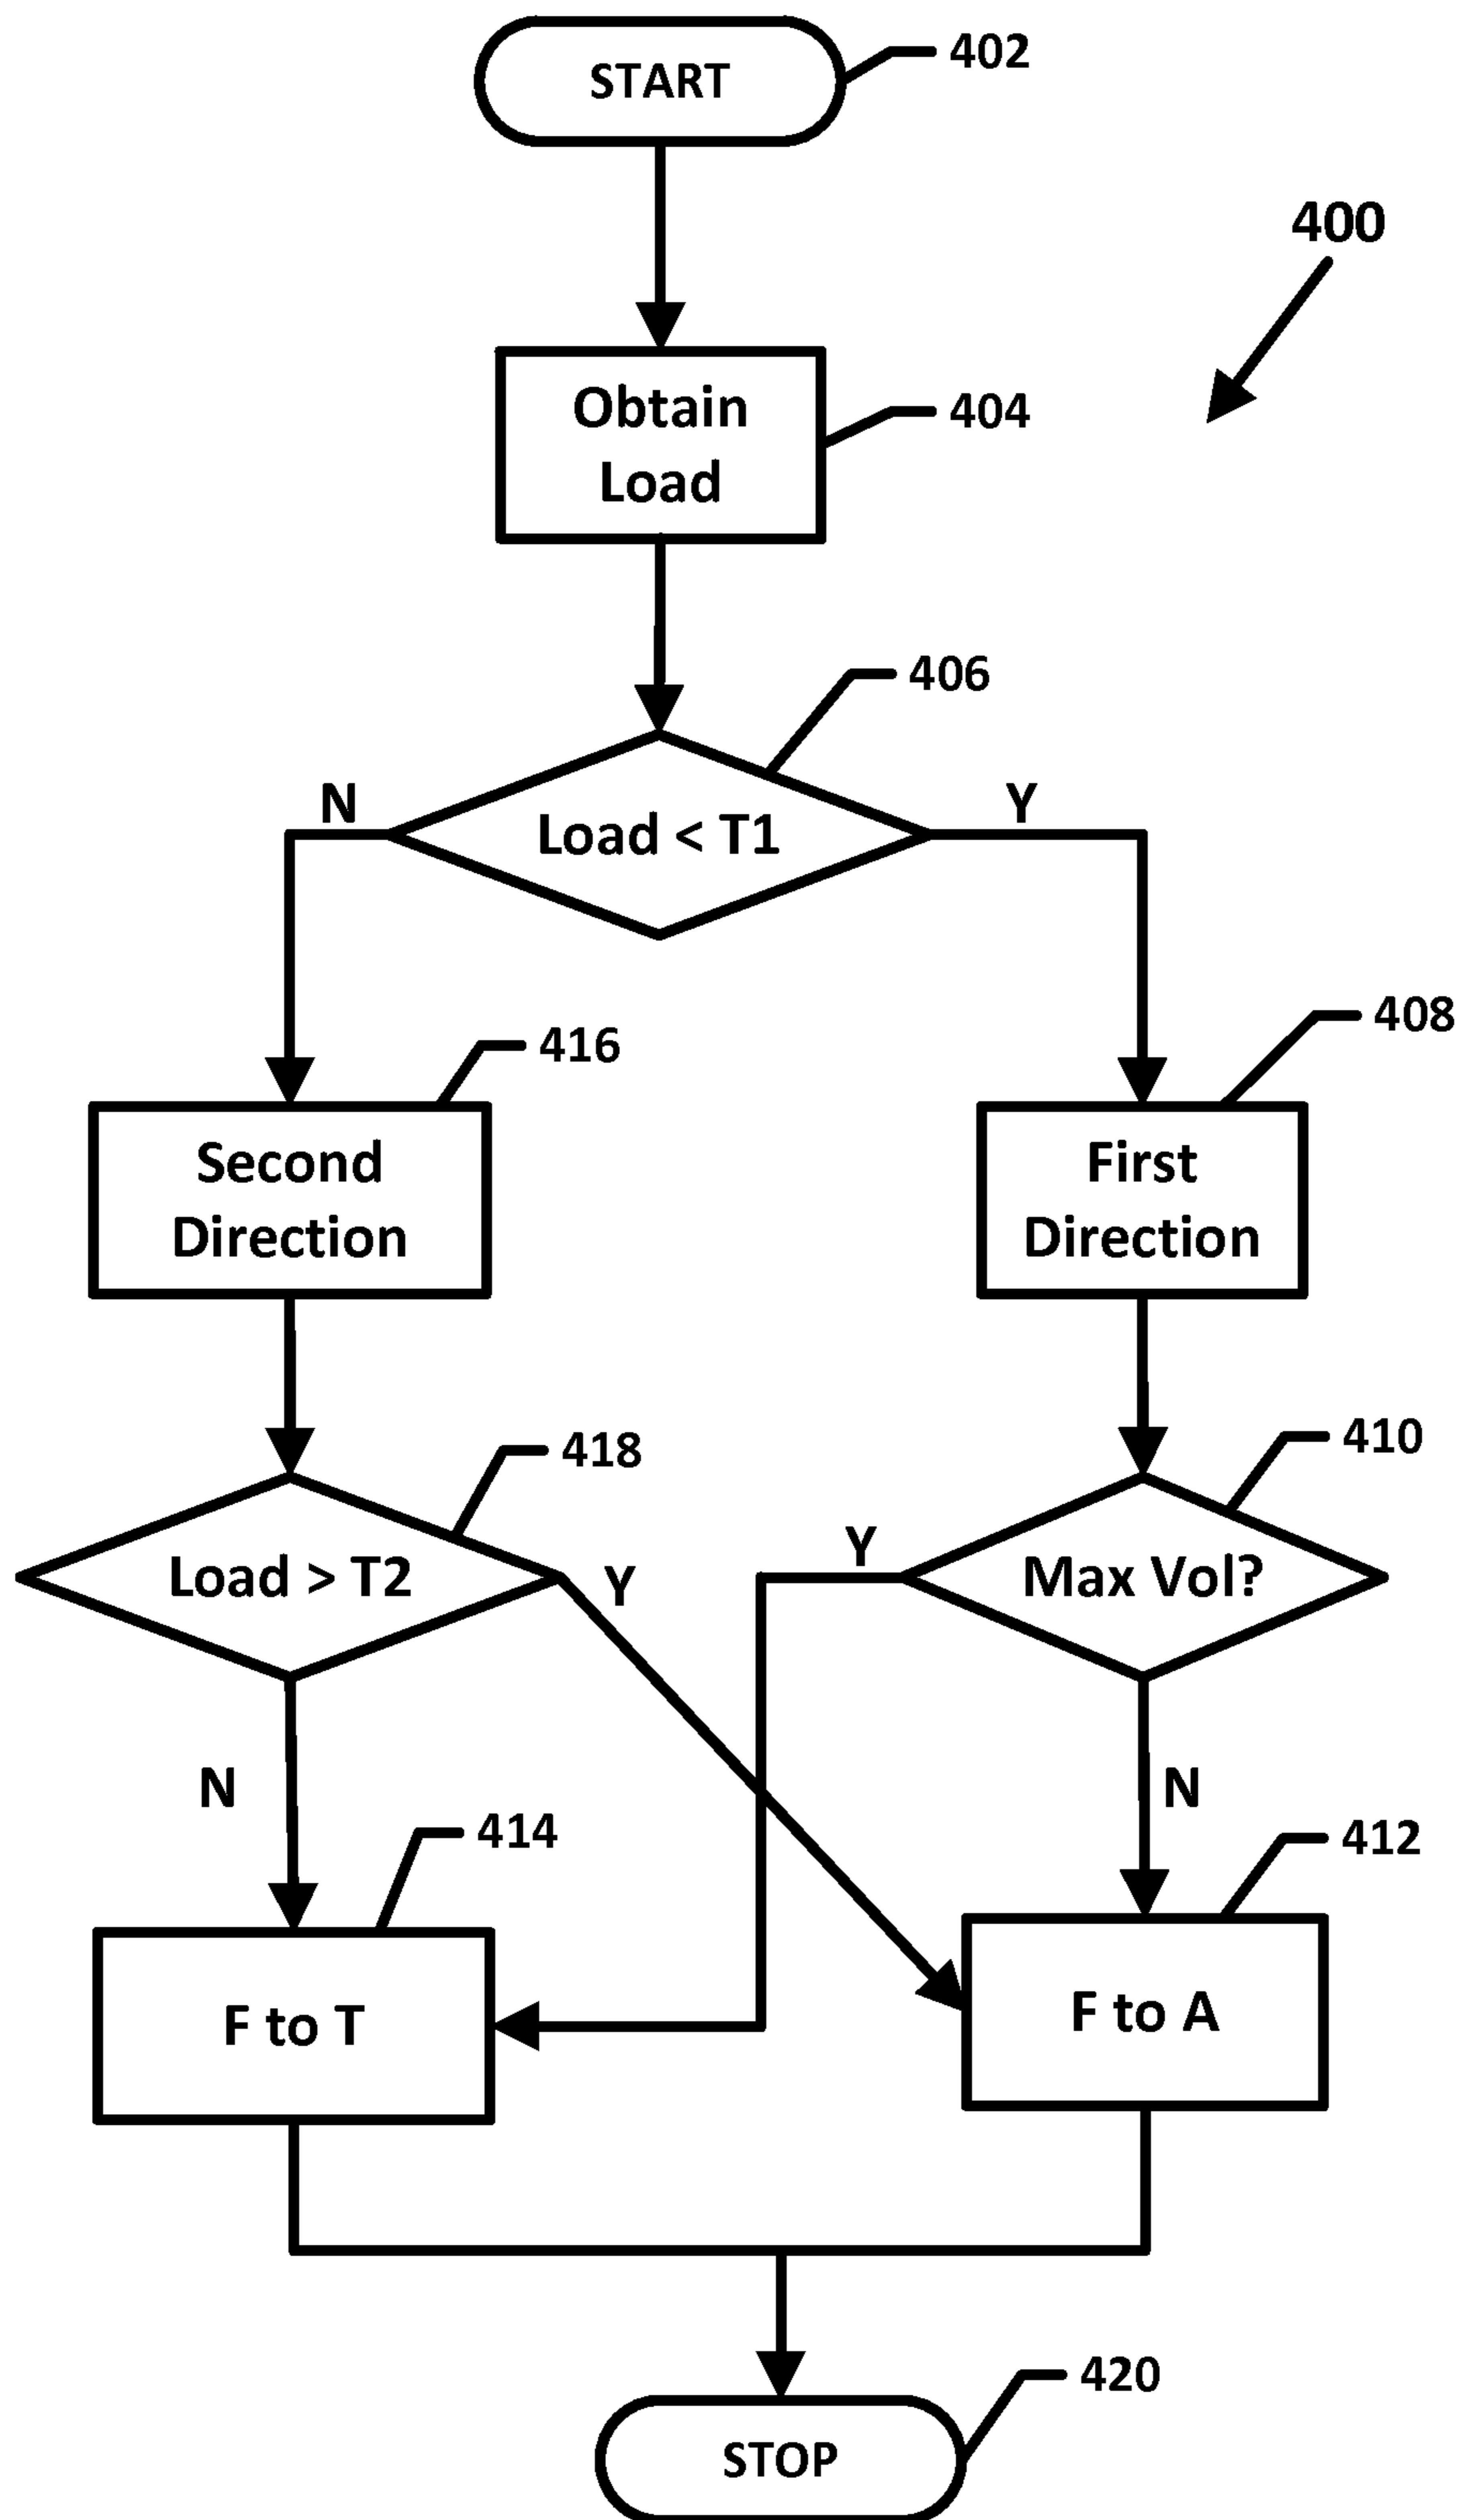 START
402
400
Obtain
Load
404
406
N
Load < T1
Y
416
408
Second
Direction
First
Direction
418
410
Load > T2
Y
Y
Max Vol?
N
N
414
412
F to T
F to A
420
STOP